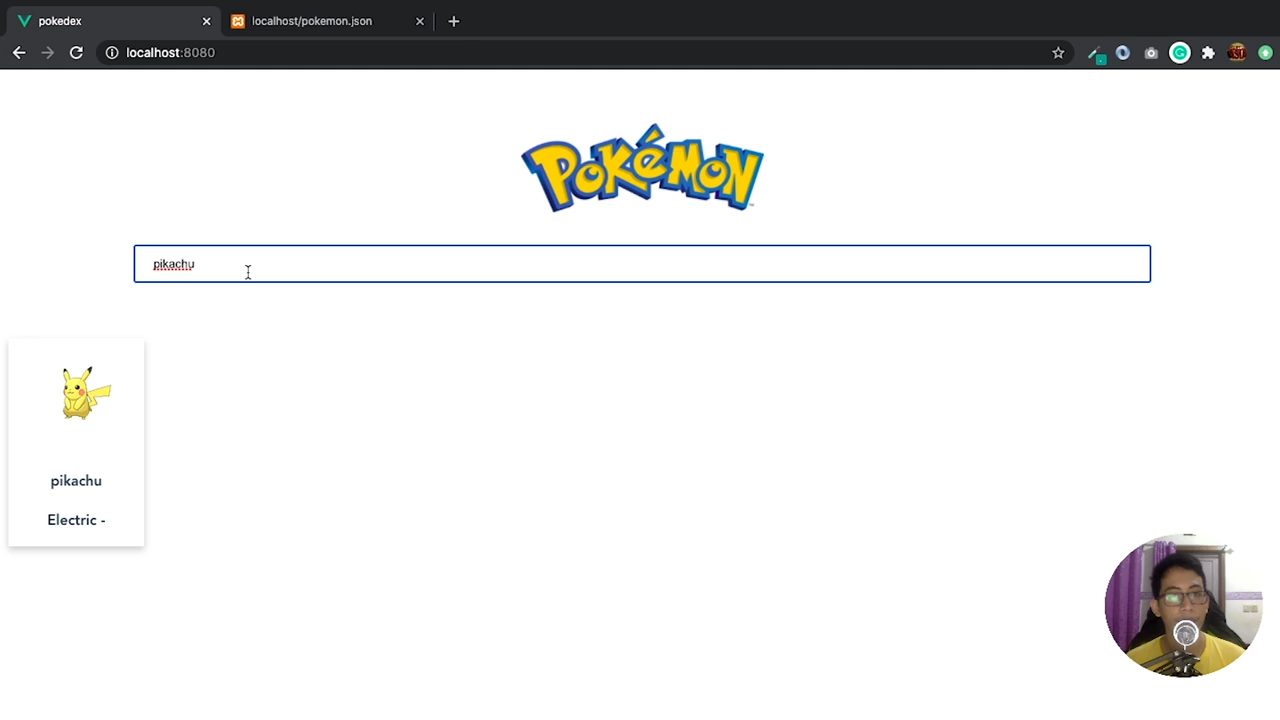 pokedex
localhost/pokemon.json
localhost:8080
POKéMON
pikachu
pikachu
Electric -